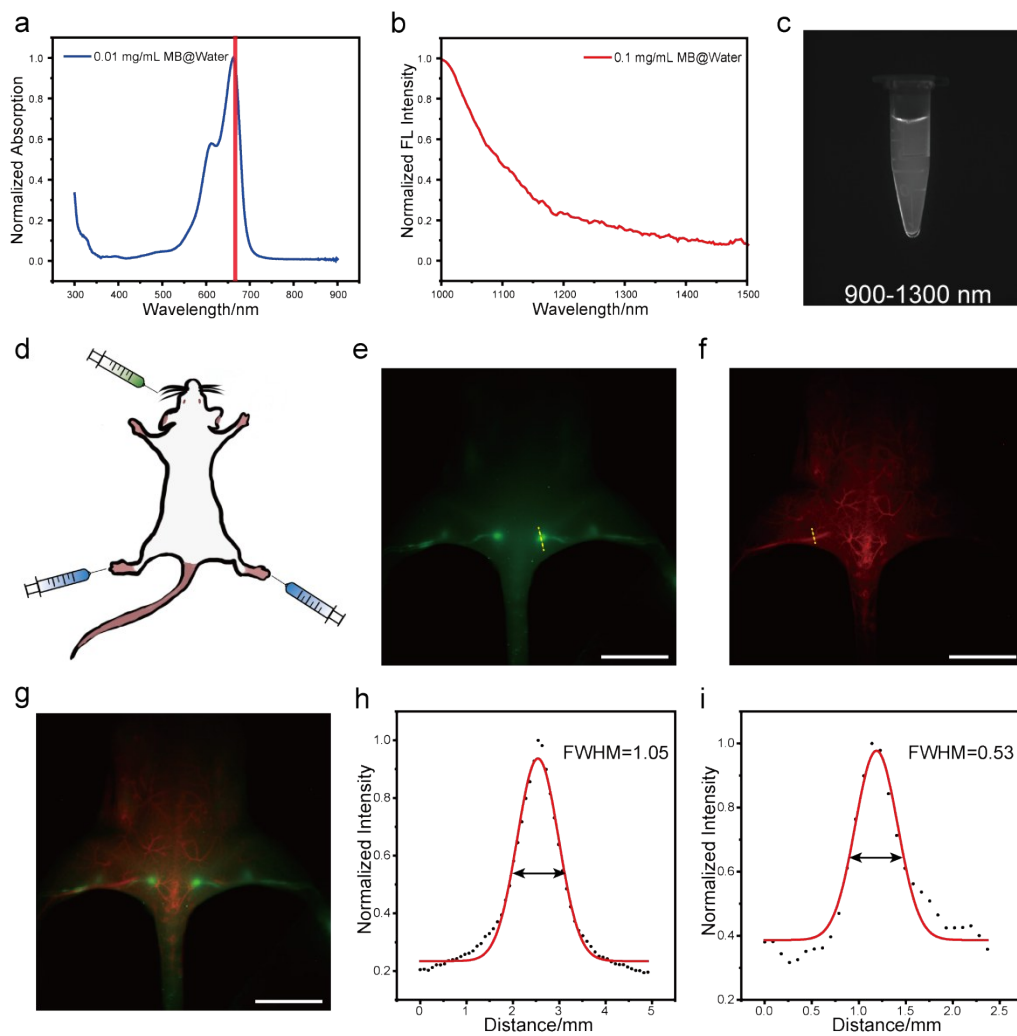 a
0.01 mg/mL MB@Water
Normalized Absorption
1.0
0.8
0.6
0.4
0.2
0.0
300 400 500 600 700 800 900
Wavelength/nm
b
0.1 mg/mL MB@Water
Normalized FL Intensity
1.0
0.8
0.6
0.4
0.2
0.0
1000 1100 1200 1300 1400 1500
Wavelength/nm
c
900-1300 nm
d
e
f
g
h
FWHM=1.05
Normalized Intensity
1.0
0.8
0.6
0.4
0.2
0 1 2 3 4 5
Distance/mm
i
FWHM=0.53
Normalized Intensity
1.0
0.8
0.6
0.4
0.2
0.0 0.5 1.0 1.5 2.0 2.5
Distance/mm